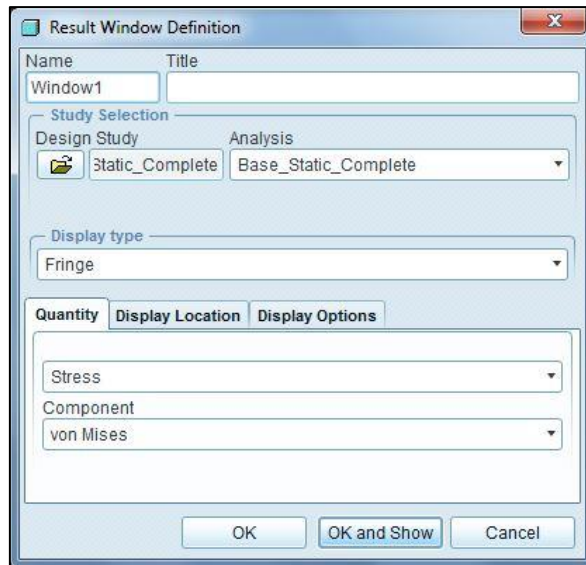 Result Window Definition
Name Title
Window1
Study Selection
Design Study Analysis
Static_Complete Base_Static_Complete
Display type
Fringe
Quantity Display Location Display Options
Stress
Component
von Mises
OK OK and Show Cancel